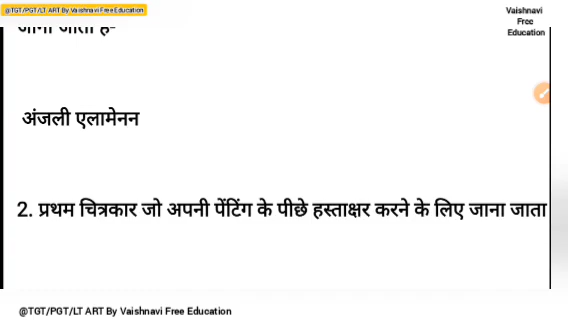 @TGT/PGT/LT ART By Vaishnavi Free Education
Vaishnavi
Free
Education
जाना जाता है-
अंजली एलामेनन
2. प्रथम चित्रकार जो अपनी पेंटिंग के पीछे हस्ताक्षर करने के लिए जाना जाता
@TGT/PGT/LT ART By Vaishnavi Free Education